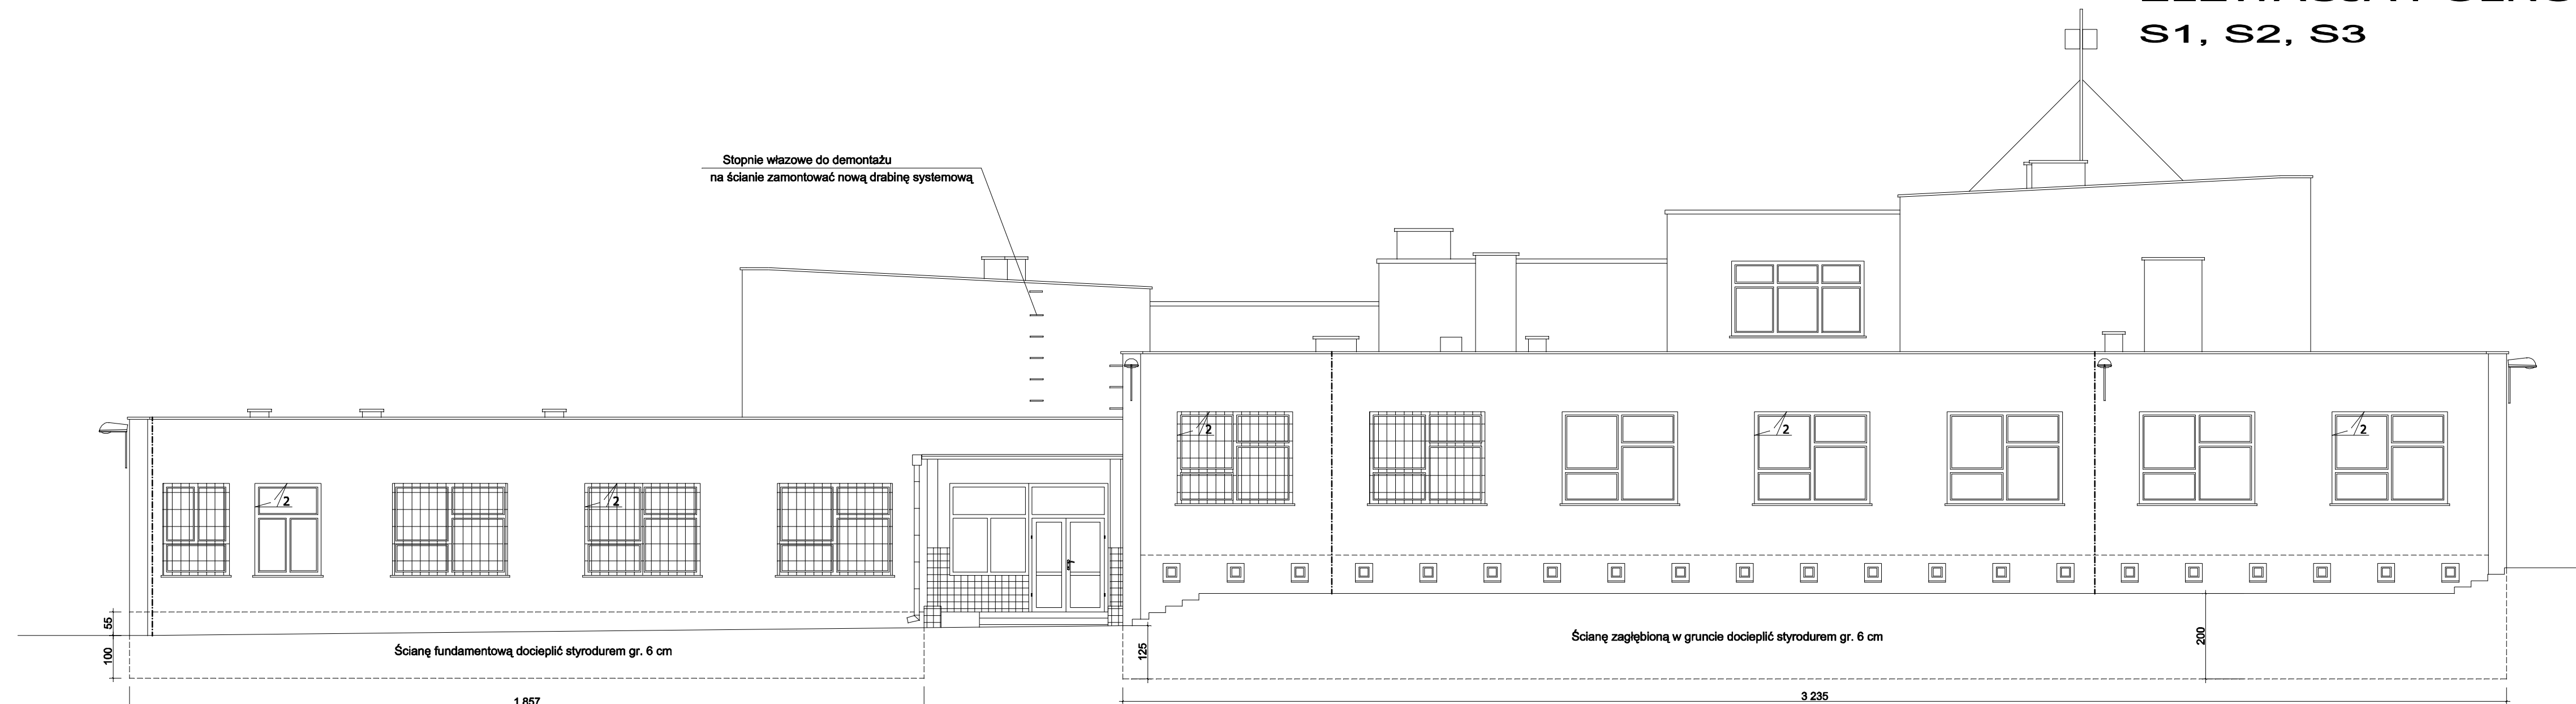 S1, S2, S3
Stopnie włazowe do demontażu
na ścianie zamontować nową drabinę systemową
2
2
2
2
2
55
100
Ścianę fundamentową docieplić styrodurem gr. 6 cm
125
Ścianę zagłębioną w gruncie docieplić styrodurem gr. 6 cm
200
1 857
3 235